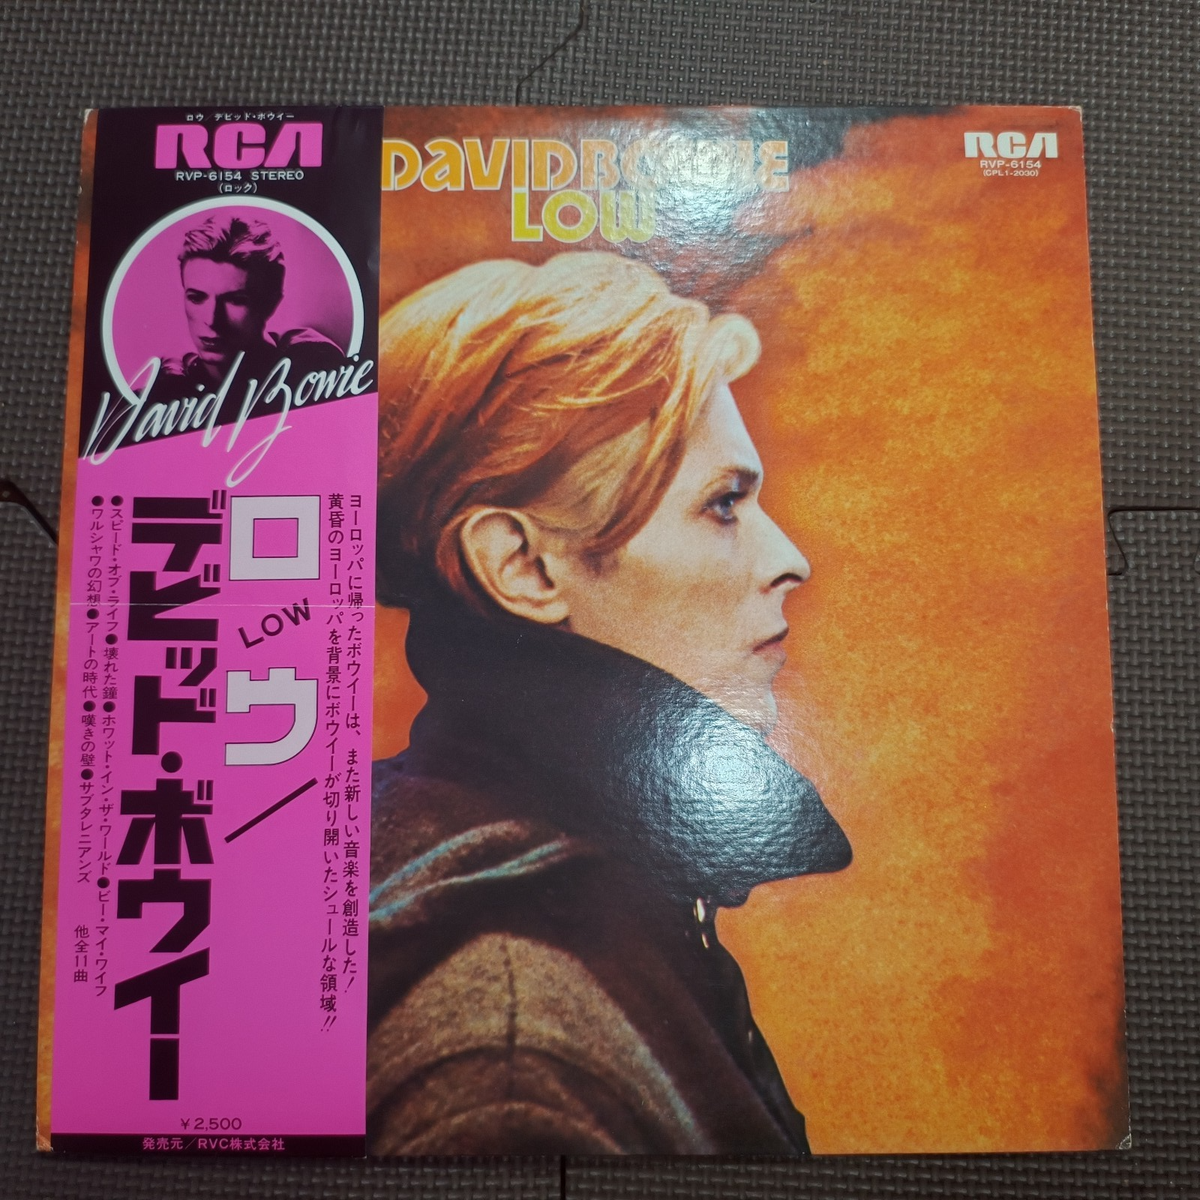 ロウ/デビッド・ボウイー
RCA
RVP-6154 STEREO
(ロック)
David Bowie
ヨーロッパに帰ったボウイーは、また新しい音楽を創造した!
黄昏のヨーロッパを背景にボウイーが切り開いたシュールな領域!!
ロウ/
LOW
デビッド・ボウイー
●スピード・オブ・ライフ●壊れた鏡●ホワット・イン・ザ・ワールド●ビー・マイ・ワイフ
●ワルシャワの幻想●アートの時代●嘆きの壁●サブタレニアンズ
他全11曲
¥2,500
発売元/RVC株式会社
DAVID BOWIE
LOW
RCA
RVP-6154
(CPL1-2030)